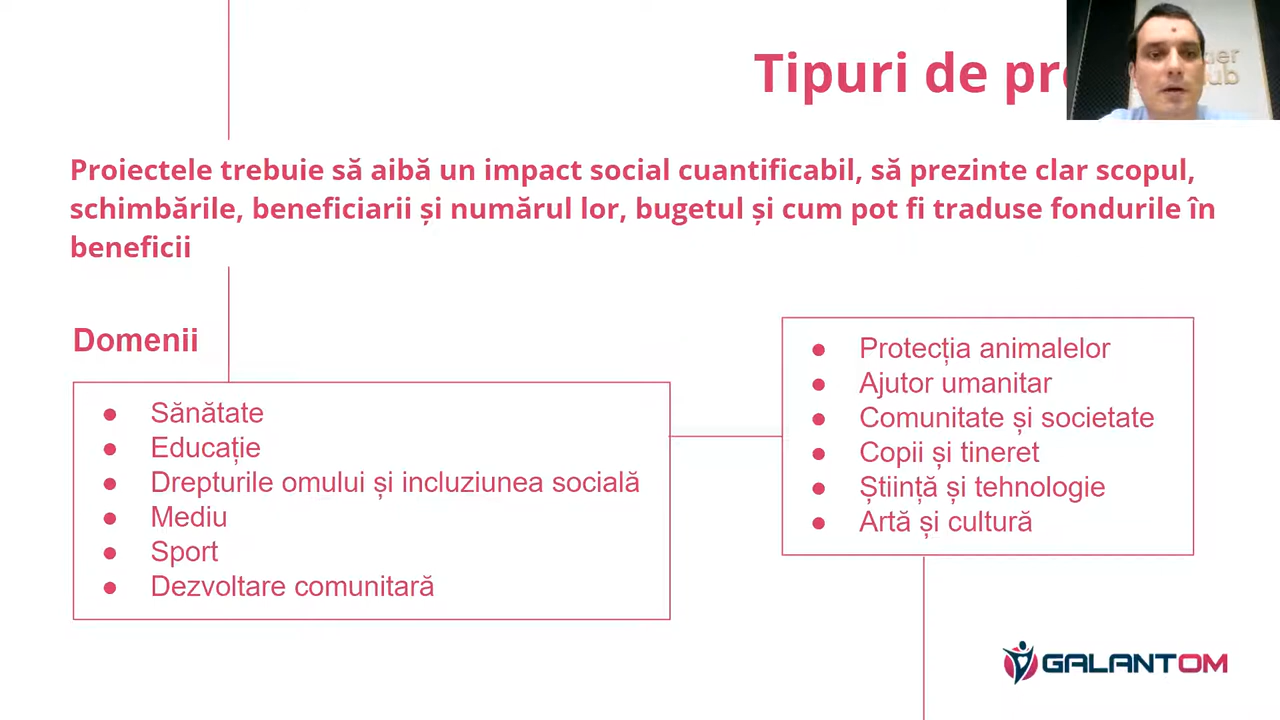 Tipuri de
Proiectele trebuie să aibă un impact social cuantificabil, să prezinte clar scopul,
schimbările, beneficiarii și numărul lor, bugetul și cum pot fi traduse fondurile în
beneficii
Domenii
● Sănătate
● Educație
● Drepturile omului și incluziunea socială
● Mediu
● Sport
● Dezvoltare comunitară
● Protecția animalelor
● Ajutor umanitar
● Comunitate și societate
● Copii și tineret
● Știință și tehnologie
● Artă și cultură
GALANTOM